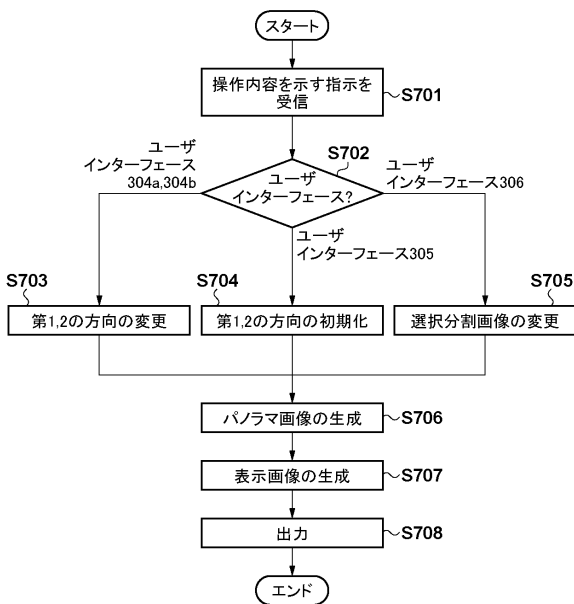 スタート
操作内容を示す指示を
受信
S701
S702
ユーザ
インターフェース?
ユーザ
インターフェース
304a,304b
ユーザ
インターフェース306
ユーザ
インターフェース305
S703
第1,2の方向の変更
S704
第1,2の方向の初期化
S705
選択分割画像の変更
パノラマ画像の生成
S706
表示画像の生成
S707
出力
S708
エンド